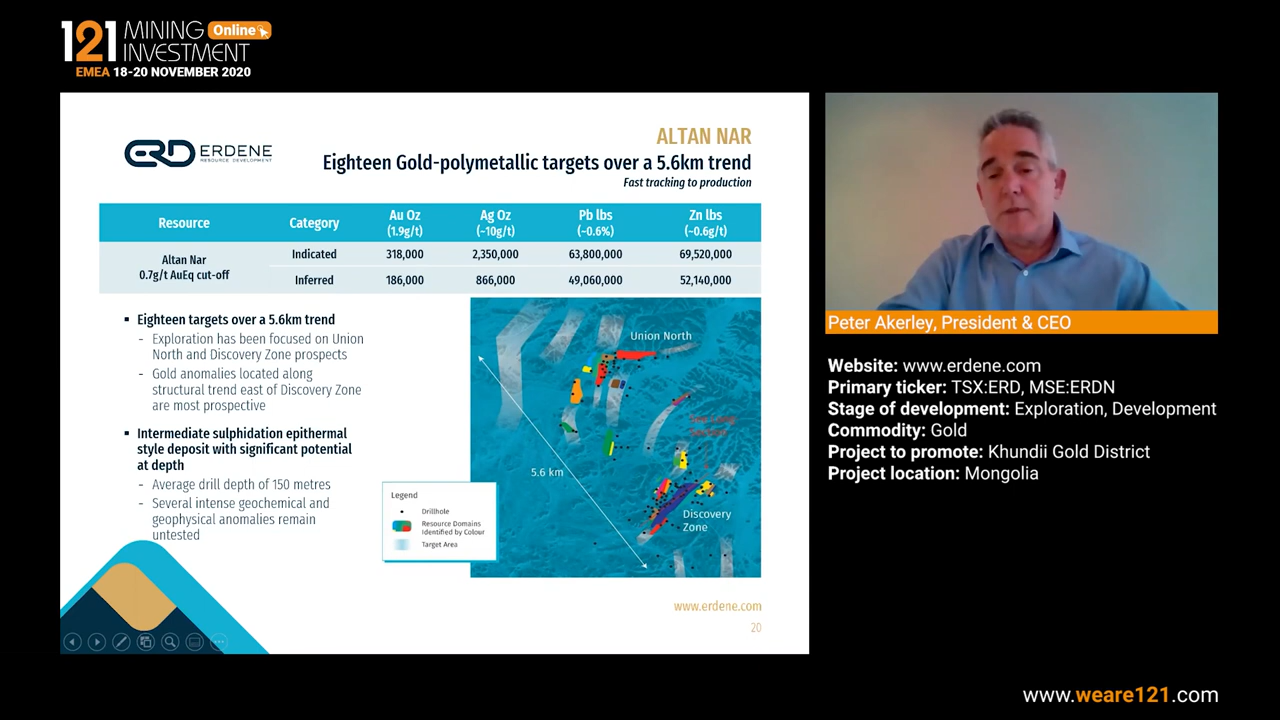 121 MINING Online
INVESTMENT
EMEA 18-20 NOVEMBER 2020
ERD ERDENE
RESOURCE DEVELOPMENT
ALTAN NAR
Eighteen Gold-polymetallic targets over a 5.6km trend
Fast tracking to production
Resource Category Au Oz (1.9g/t) Ag Oz (~10g/t) Pb lbs (~0.6%) Zn lbs (~0.6g/t)
Altan Nar
0.7g/t AuEq cut-off
Indicated 318,000 2,350,000 63,800,000 69,520,000
Inferred 186,000 866,000 49,060,000 52,140,000
▪ Eighteen targets over a 5.6km trend
- Exploration has been focused on Union
North and Discovery Zone prospects
- Gold anomalies located along
structural trend east of Discovery Zone
are most prospective
▪ Intermediate sulphidation epithermal
style deposit with significant potential
at depth
- Average drill depth of 150 metres
- Several intense geochemical and
geophysical anomalies remain
untested
Union North
5.6 km
Discovery
Zone
Legend
Drillhole
Resource Domains
Identified by Colour
Target Area
www.erdene.com
20
Peter Akerley, President & CEO
Website: www.erdene.com
Primary ticker: TSX:ERD, MSE:ERDN
Stage of development: Exploration, Development
Commodity: Gold
Project to promote: Khundii Gold District
Project location: Mongolia
www.weare121.com